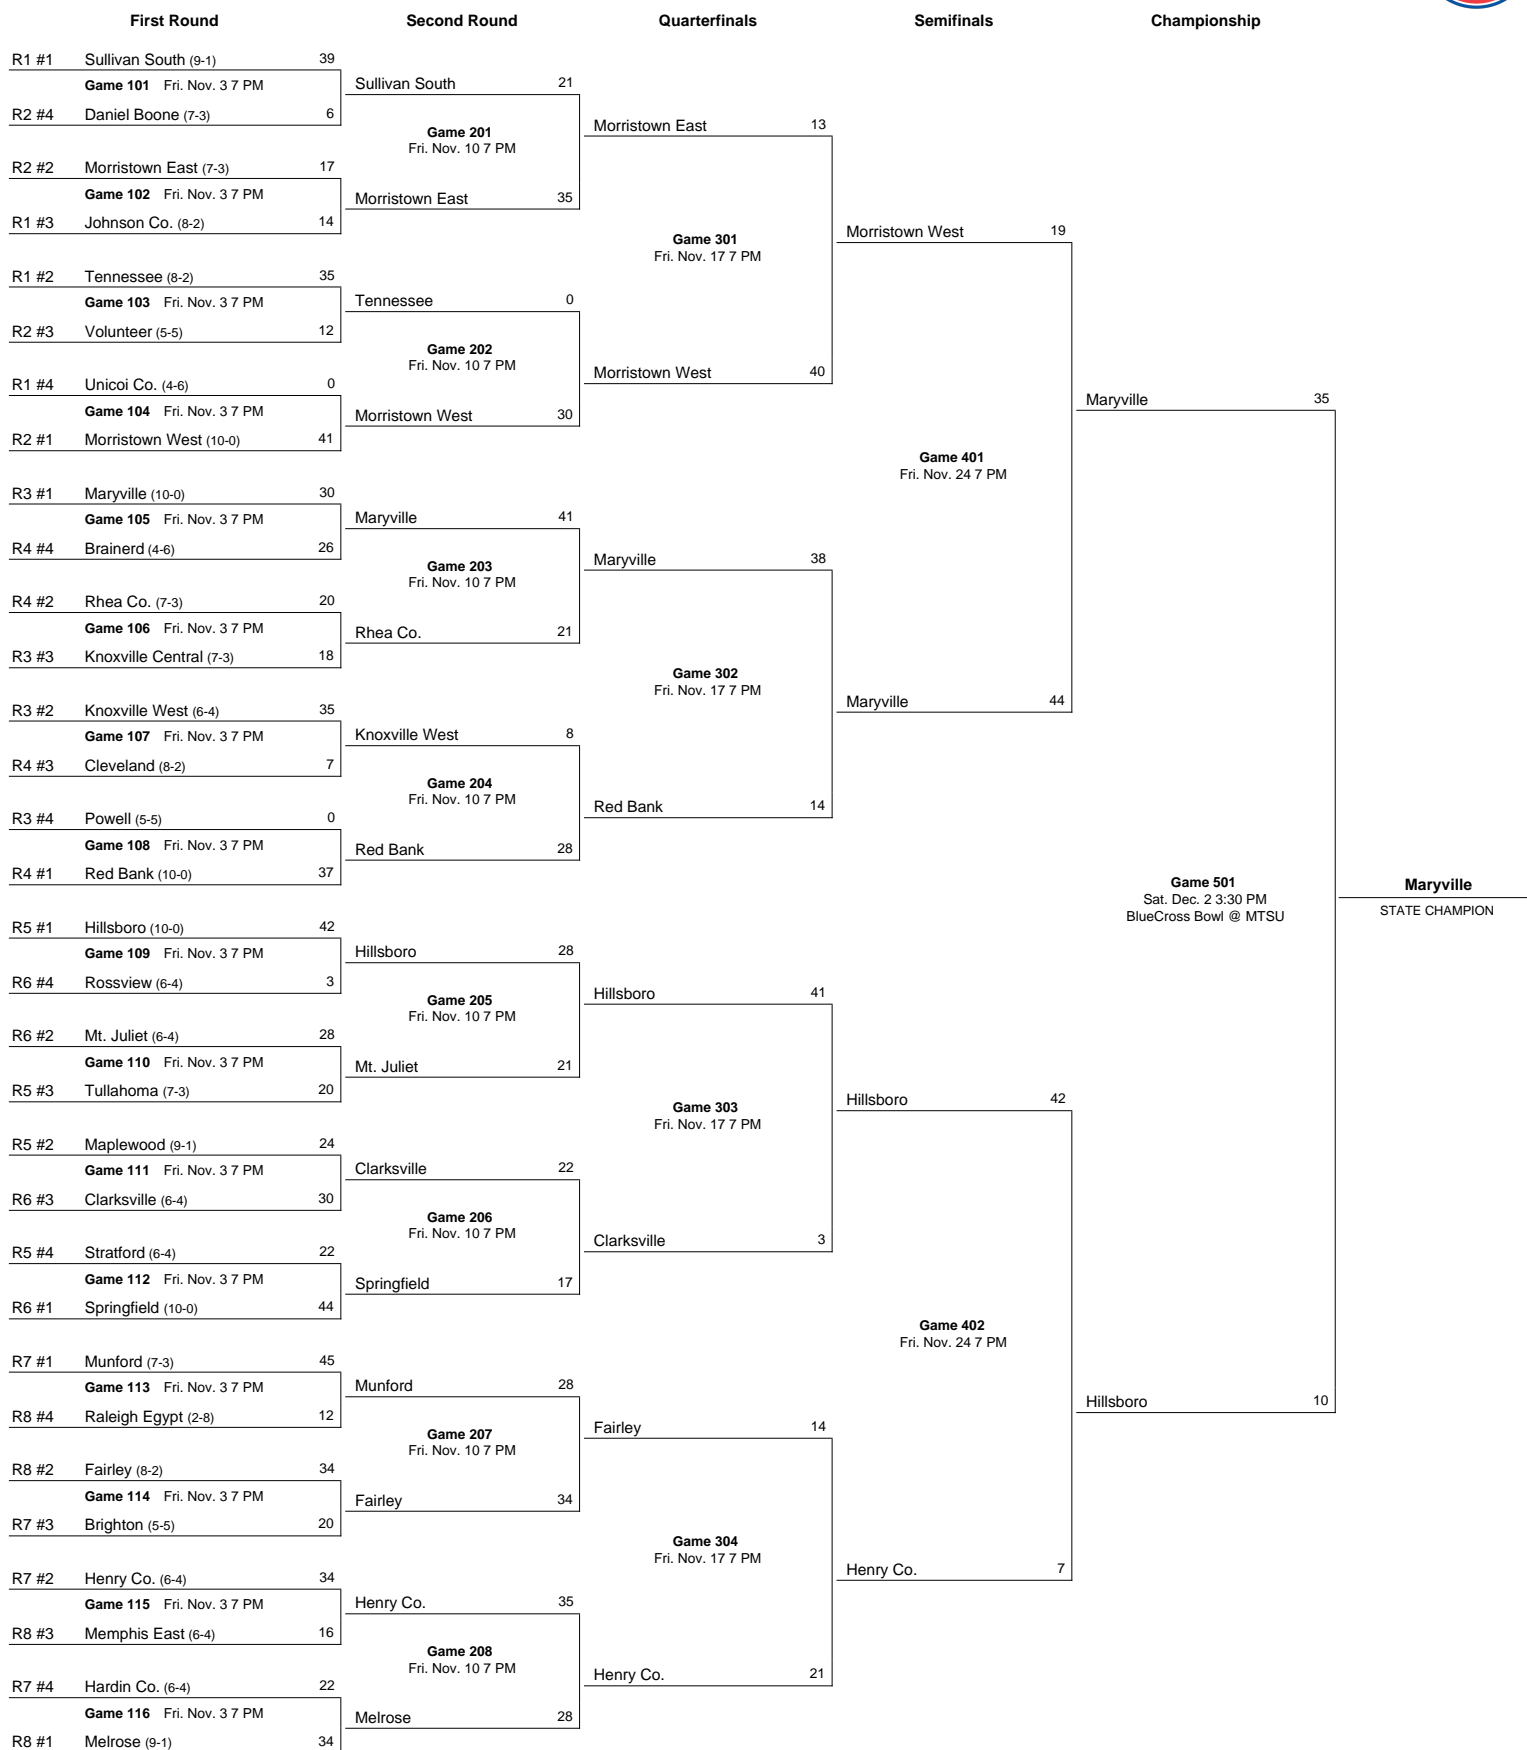 First Round Second Round Quarterfinals Semifinals Championship
R1 #1 Sullivan South (9-1) 39
Game 101 Fri. Nov. 3 7 PM
R2 #4 Daniel Boone (7-3) 6
R2 #2 Morristown East (7-3) 17
Game 102 Fri. Nov. 3 7 PM
R1 #3 Johnson Co. (8-2) 14
R1 #2 Tennessee (8-2) 35
Game 103 Fri. Nov. 3 7 PM
R2 #3 Volunteer (5-5) 12
R1 #4 Unicoi Co. (4-6) 0
Game 104 Fri. Nov. 3 7 PM
R2 #1 Morristown West (10-0) 41
R3 #1 Maryville (10-0) 30
Game 105 Fri. Nov. 3 7 PM
R4 #4 Brainerd (4-6) 26
R4 #2 Rhea Co. (7-3) 20
Game 106 Fri. Nov. 3 7 PM
R3 #3 Knoxville Central (7-3) 18
R3 #2 Knoxville West (6-4) 35
Game 107 Fri. Nov. 3 7 PM
R4 #3 Cleveland (8-2) 7
R3 #4 Powell (5-5) 0
Game 108 Fri. Nov. 3 7 PM
R4 #1 Red Bank (10-0) 37
R5 #1 Hillsboro (10-0) 42
Game 109 Fri. Nov. 3 7 PM
R6 #4 Rossview (6-4) 3
R6 #2 Mt. Juliet (6-4) 28
Game 110 Fri. Nov. 3 7 PM
R5 #3 Tullahoma (7-3) 20
R5 #2 Maplewood (9-1) 24
Game 111 Fri. Nov. 3 7 PM
R6 #3 Clarksville (6-4) 30
R5 #4 Stratford (6-4) 22
Game 112 Fri. Nov. 3 7 PM
R6 #1 Springfield (10-0) 44
R7 #1 Munford (7-3) 45
Game 113 Fri. Nov. 3 7 PM
R8 #4 Raleigh Egypt (2-8) 12
R8 #2 Fairley (8-2) 34
Game 114 Fri. Nov. 3 7 PM
R7 #3 Brighton (5-5) 20
R7 #2 Henry Co. (6-4) 34
Game 115 Fri. Nov. 3 7 PM
R8 #3 Memphis East (6-4) 16
R7 #4 Hardin Co. (6-4) 22
Game 116 Fri. Nov. 3 7 PM
R8 #1 Melrose (9-1) 34
Sullivan South 21
Game 201
Fri. Nov. 10 7 PM
Morristown East 35
Tennessee 0
Game 202
Fri. Nov. 10 7 PM
Morristown West 30
Maryville 41
Game 203
Fri. Nov. 10 7 PM
Rhea Co. 21
Knoxville West 8
Game 204
Fri. Nov. 10 7 PM
Red Bank 28
Hillsboro 28
Game 205
Fri. Nov. 10 7 PM
Mt. Juliet 21
Clarksville 22
Game 206
Fri. Nov. 10 7 PM
Springfield 17
Munford 28
Game 207
Fri. Nov. 10 7 PM
Fairley 34
Henry Co. 35
Game 208
Fri. Nov. 10 7 PM
Melrose 28
Morristown East 13
Game 301
Fri. Nov. 17 7 PM
Morristown West 40
Maryville 38
Game 302
Fri. Nov. 17 7 PM
Red Bank 14
Hillsboro 41
Game 303
Fri. Nov. 17 7 PM
Clarksville 3
Fairley 14
Game 304
Fri. Nov. 17 7 PM
Henry Co. 21
Morristown West 19
Game 401
Fri. Nov. 24 7 PM
Maryville 44
Hillsboro 42
Game 402
Fri. Nov. 24 7 PM
Henry Co. 7
Maryville 35
Game 501
Sat. Dec. 2 3:30 PM
BlueCross Bowl @ MTSU
Hillsboro 10
Maryville
STATE CHAMPION